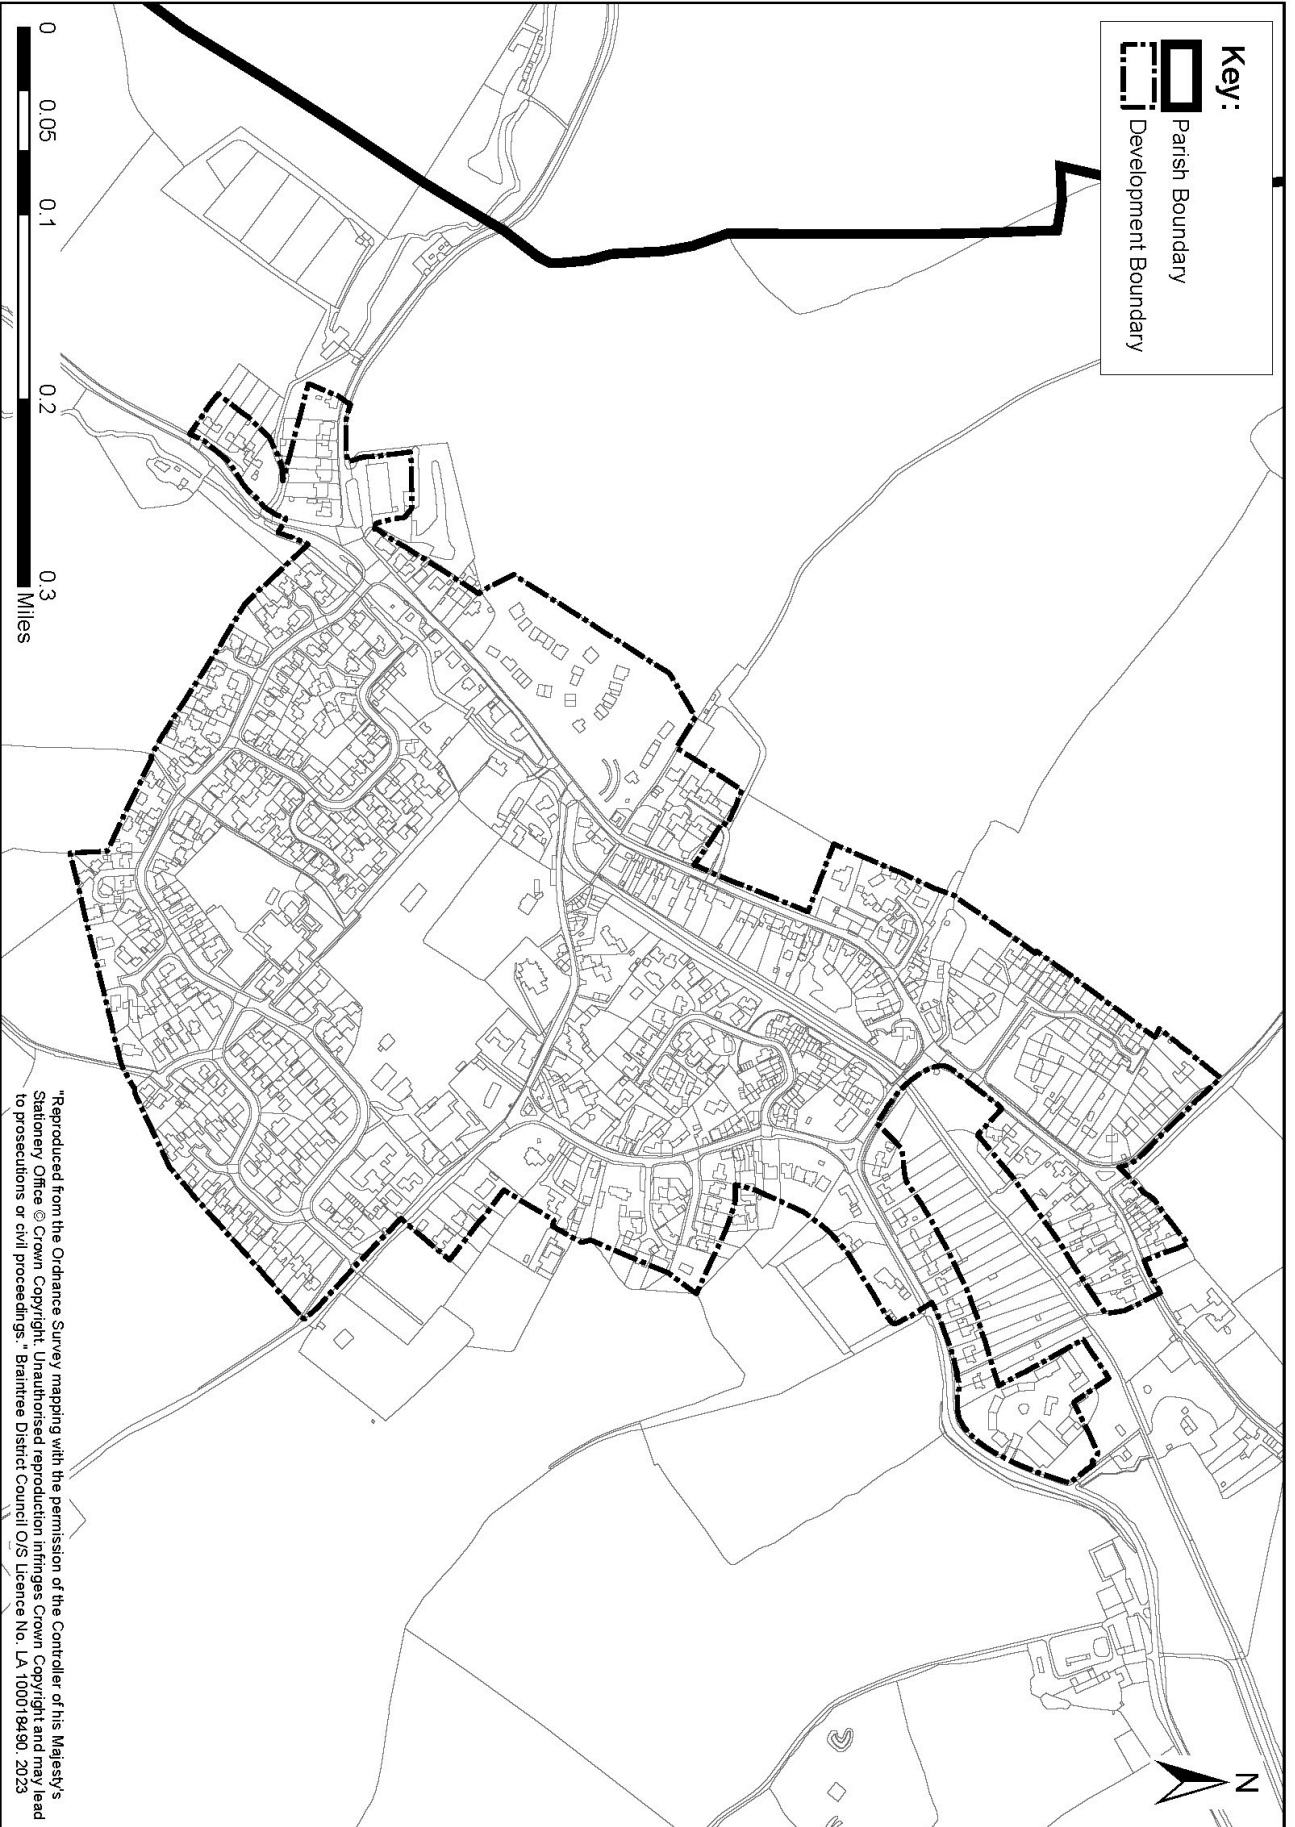 Key:
Parish Boundary
Development Boundary
N
0 0.05 0.1 0.2 0.3
Miles
"Reproduced from the Ordnance Survey mapping with the permission of the Controller of his Majesty's
Stationery Office © Crown Copyright. Unauthorised reproduction infringes Crown Copyright and may lead
to prosecutions or civil proceedings." Braintree District Council O/S Licence No. LA 100018490. 2023